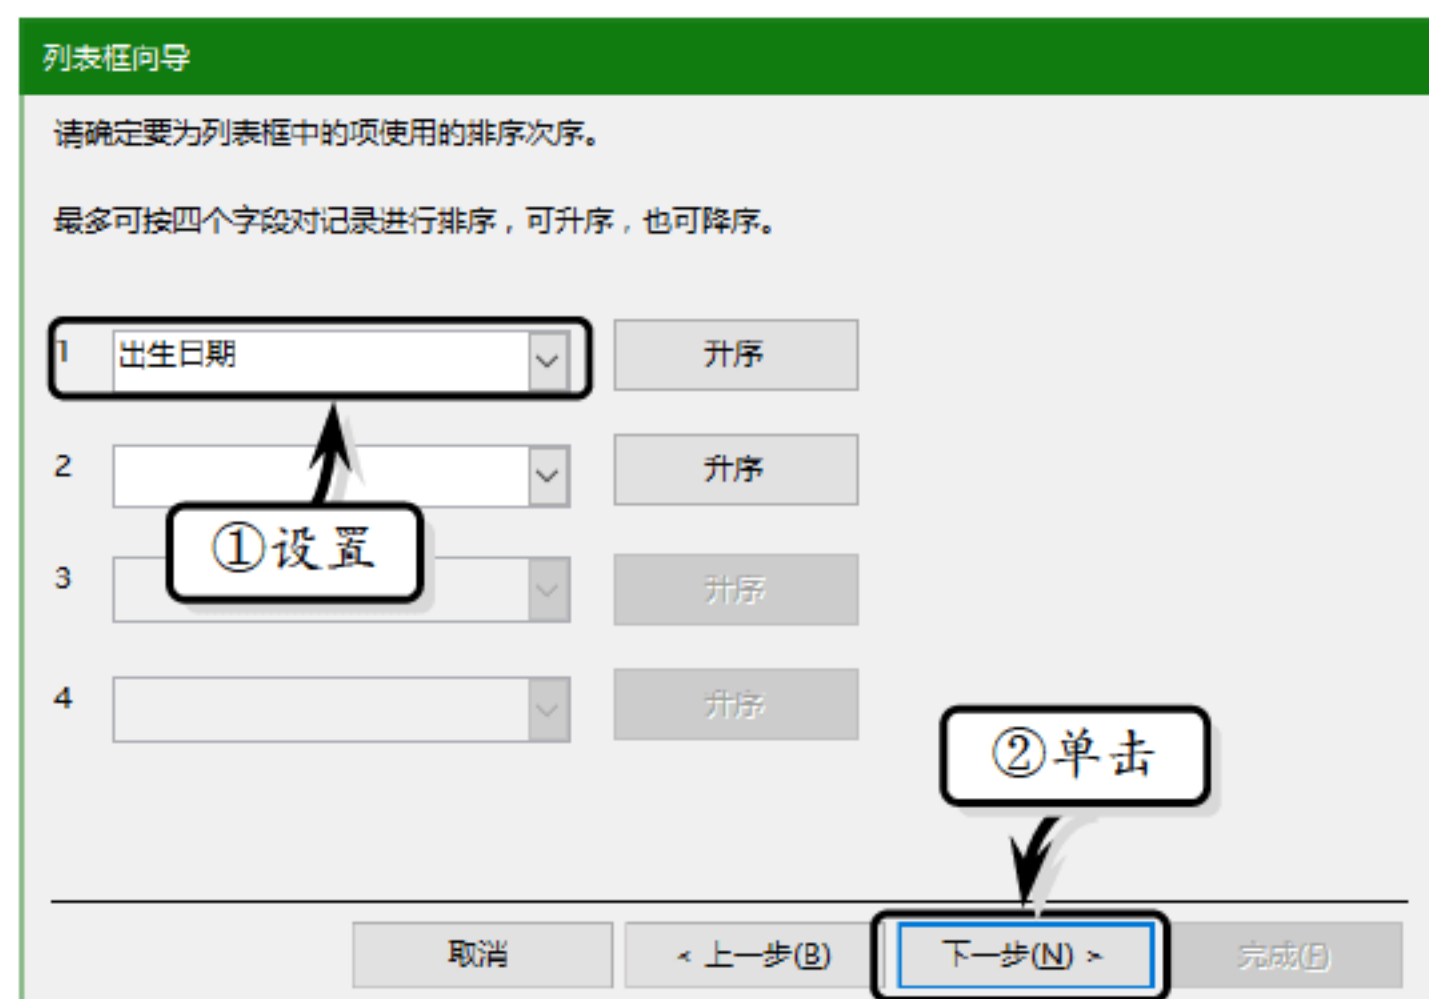 列表框向导
请确定要为列表框中的项使用的排序次序。
最多可按四个字段对记录进行排序，可升序，也可降序。
1 出生日期 升序
2 升序
①设置
3 升序
4 升序
②单击
取消 < 上一步(B) 下一步(N) > 完成(F)